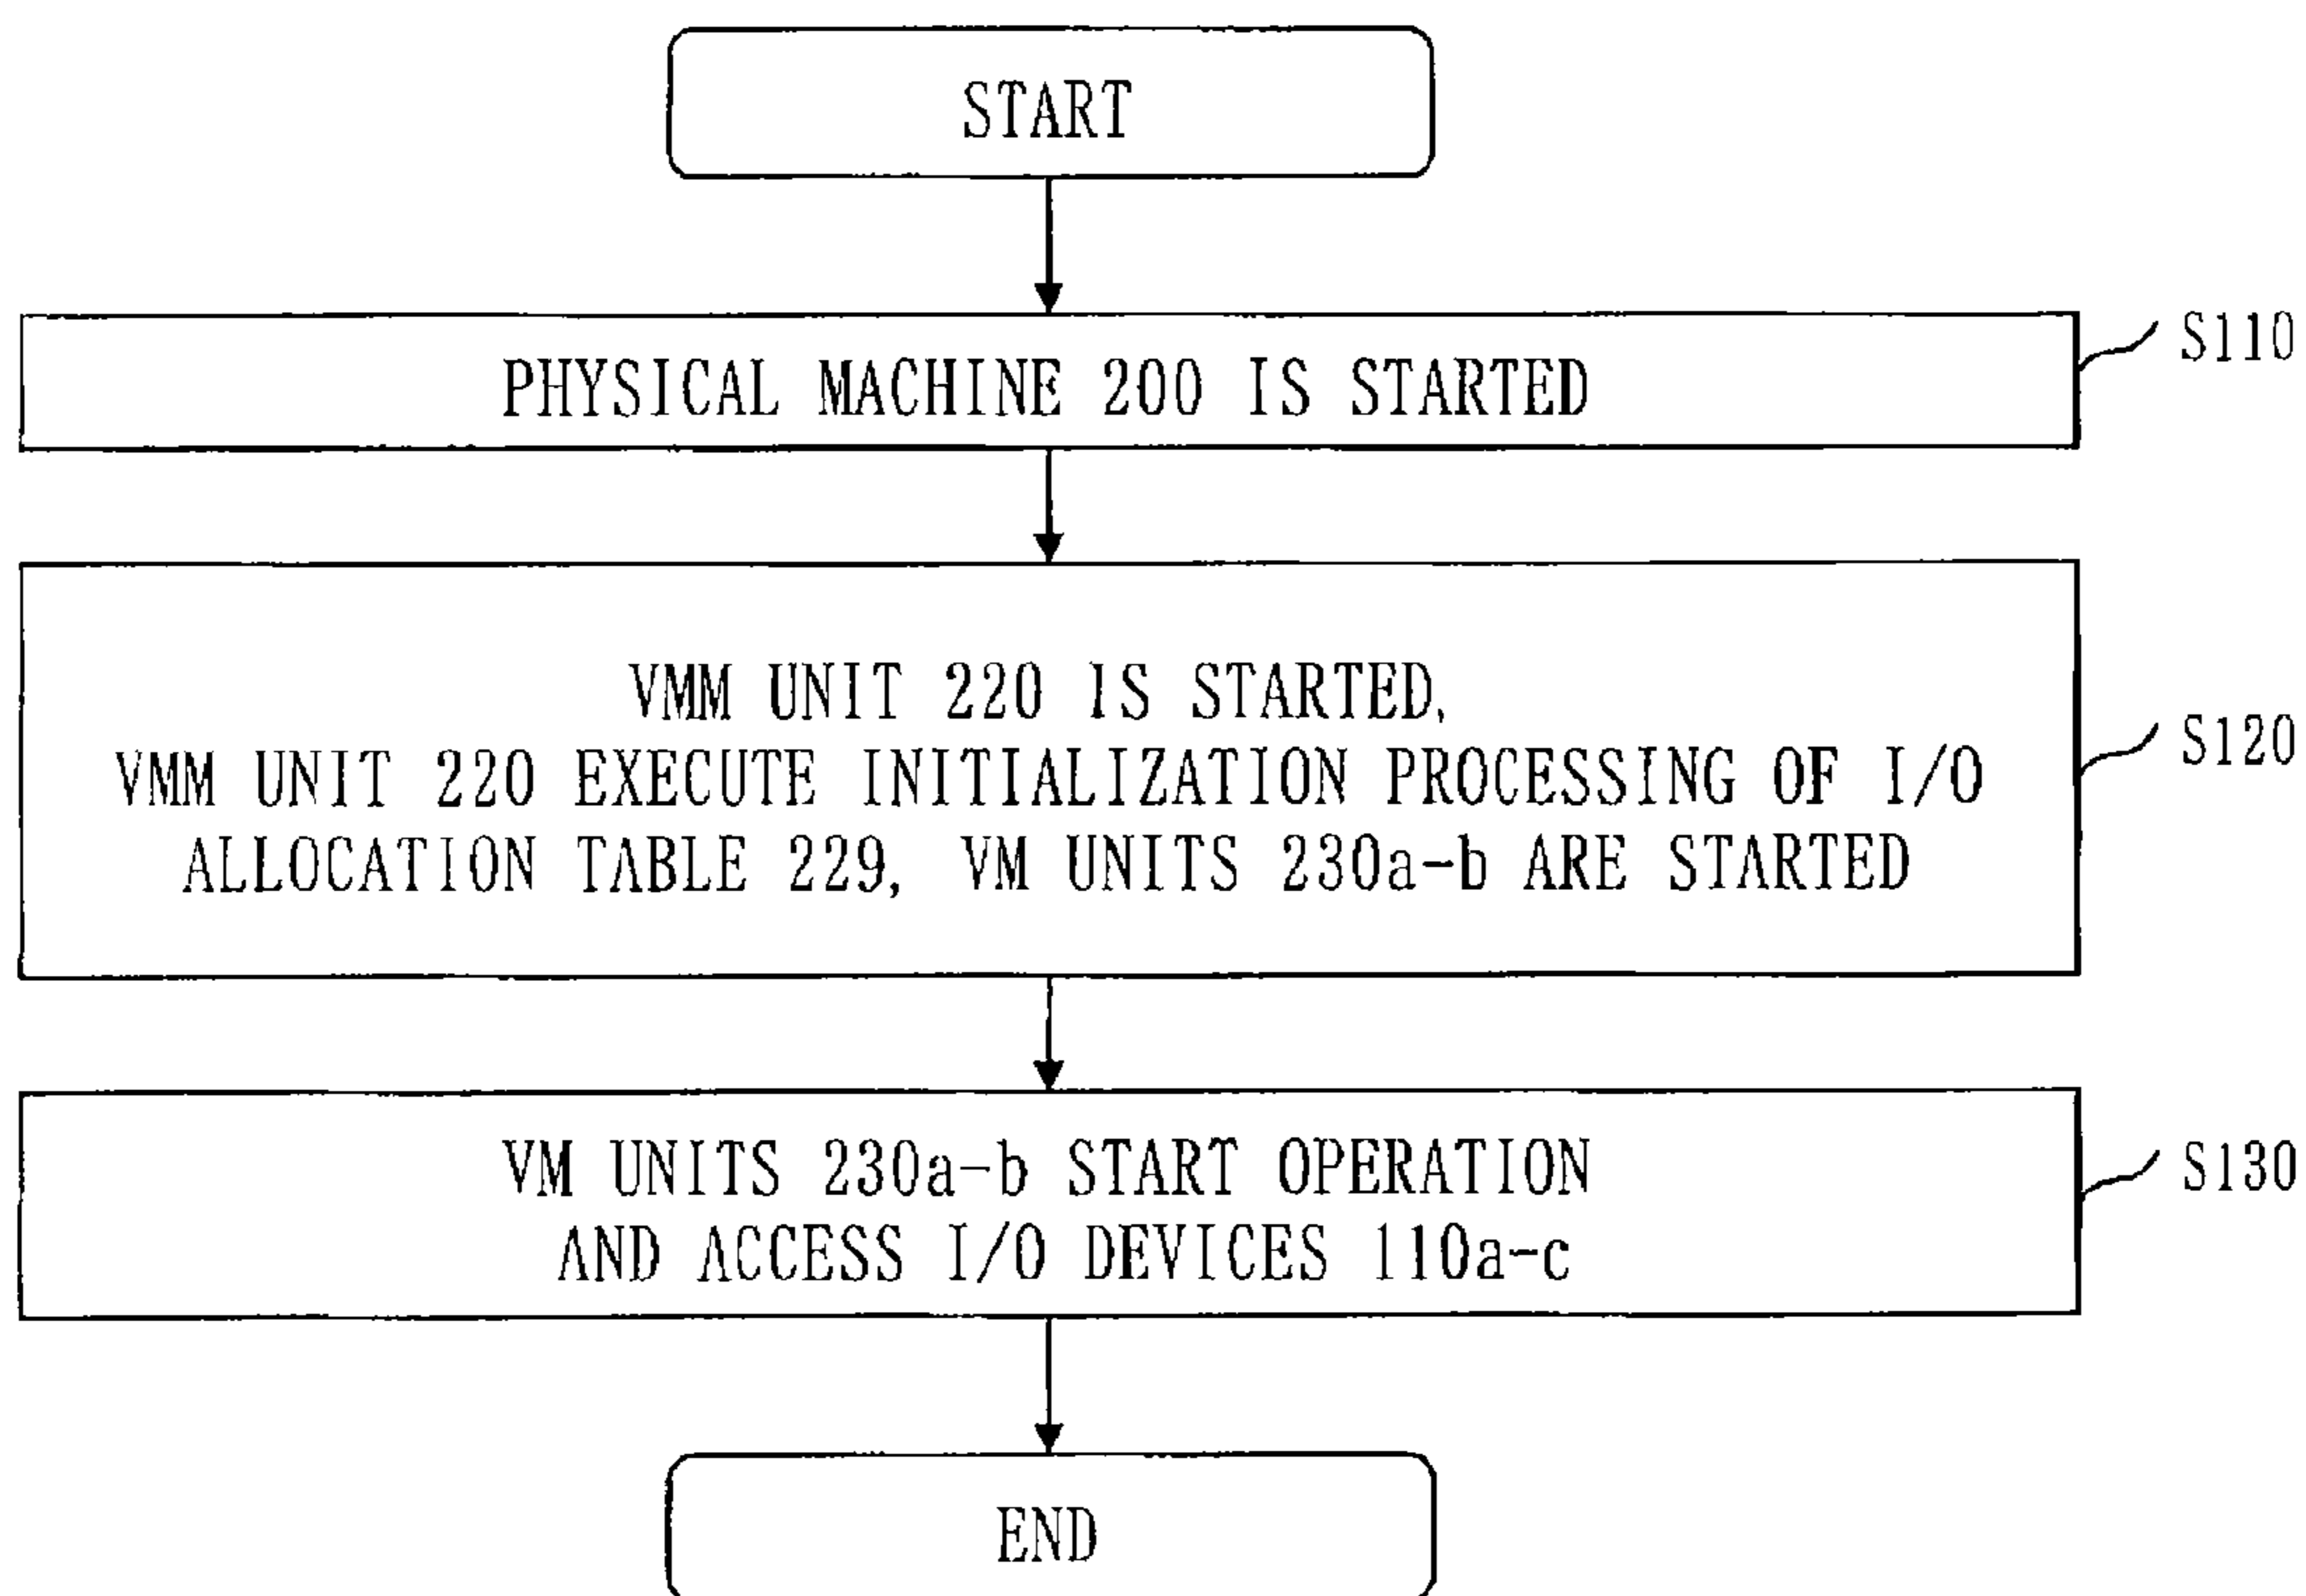 START
PHYSICAL MACHINE 200 IS STARTED
S110
VMM UNIT 220 IS STARTED,
VMM UNIT 220 EXECUTE INITIALIZATION PROCESSING OF I/O
ALLOCATION TABLE 229, VM UNITS 230a-b ARE STARTED
S120
VM UNITS 230a-b START OPERATION
AND ACCESS I/O DEVICES 110a-c
S130
END